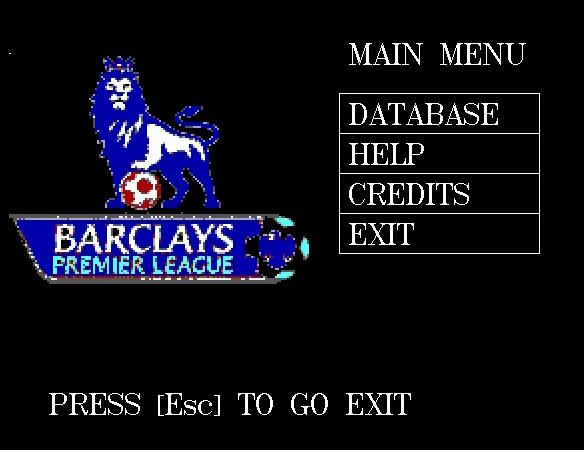 MAIN MENU
DATABASE
HELP
CREDITS
EXIT
BARCLAYS
PREMIER LEAGUE
PRESS [Esc] TO GO EXIT